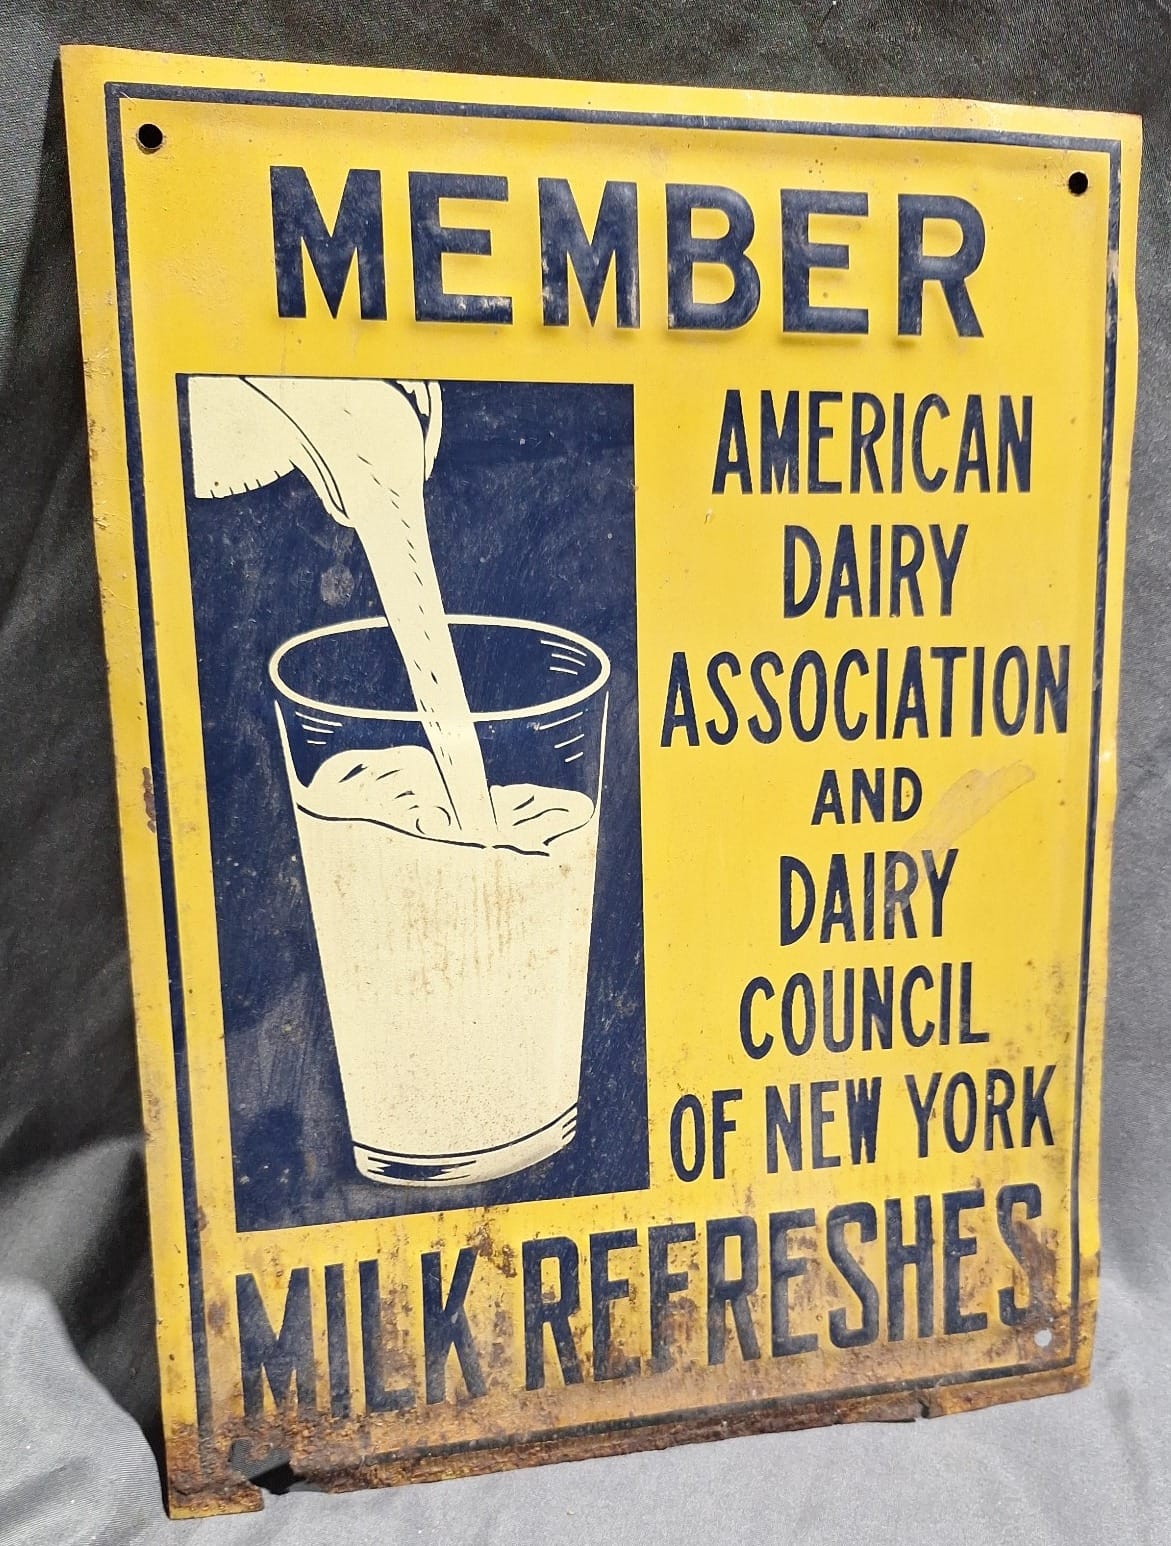 MEMBER
AMERICAN
DAIRY
ASSOCIATION
AND
DAIRY
COUNCIL
OF NEW YORK
MILK REFRESHES